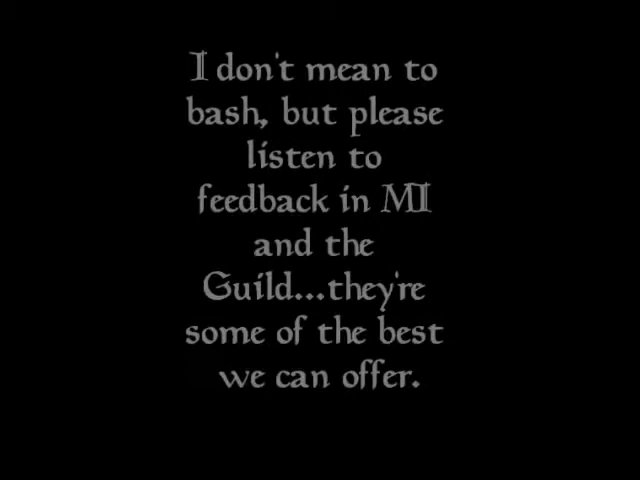 I don't mean to
bash, but please
listen to
feedback in MI
and the
Guild...they're
some of the best
we can offer.